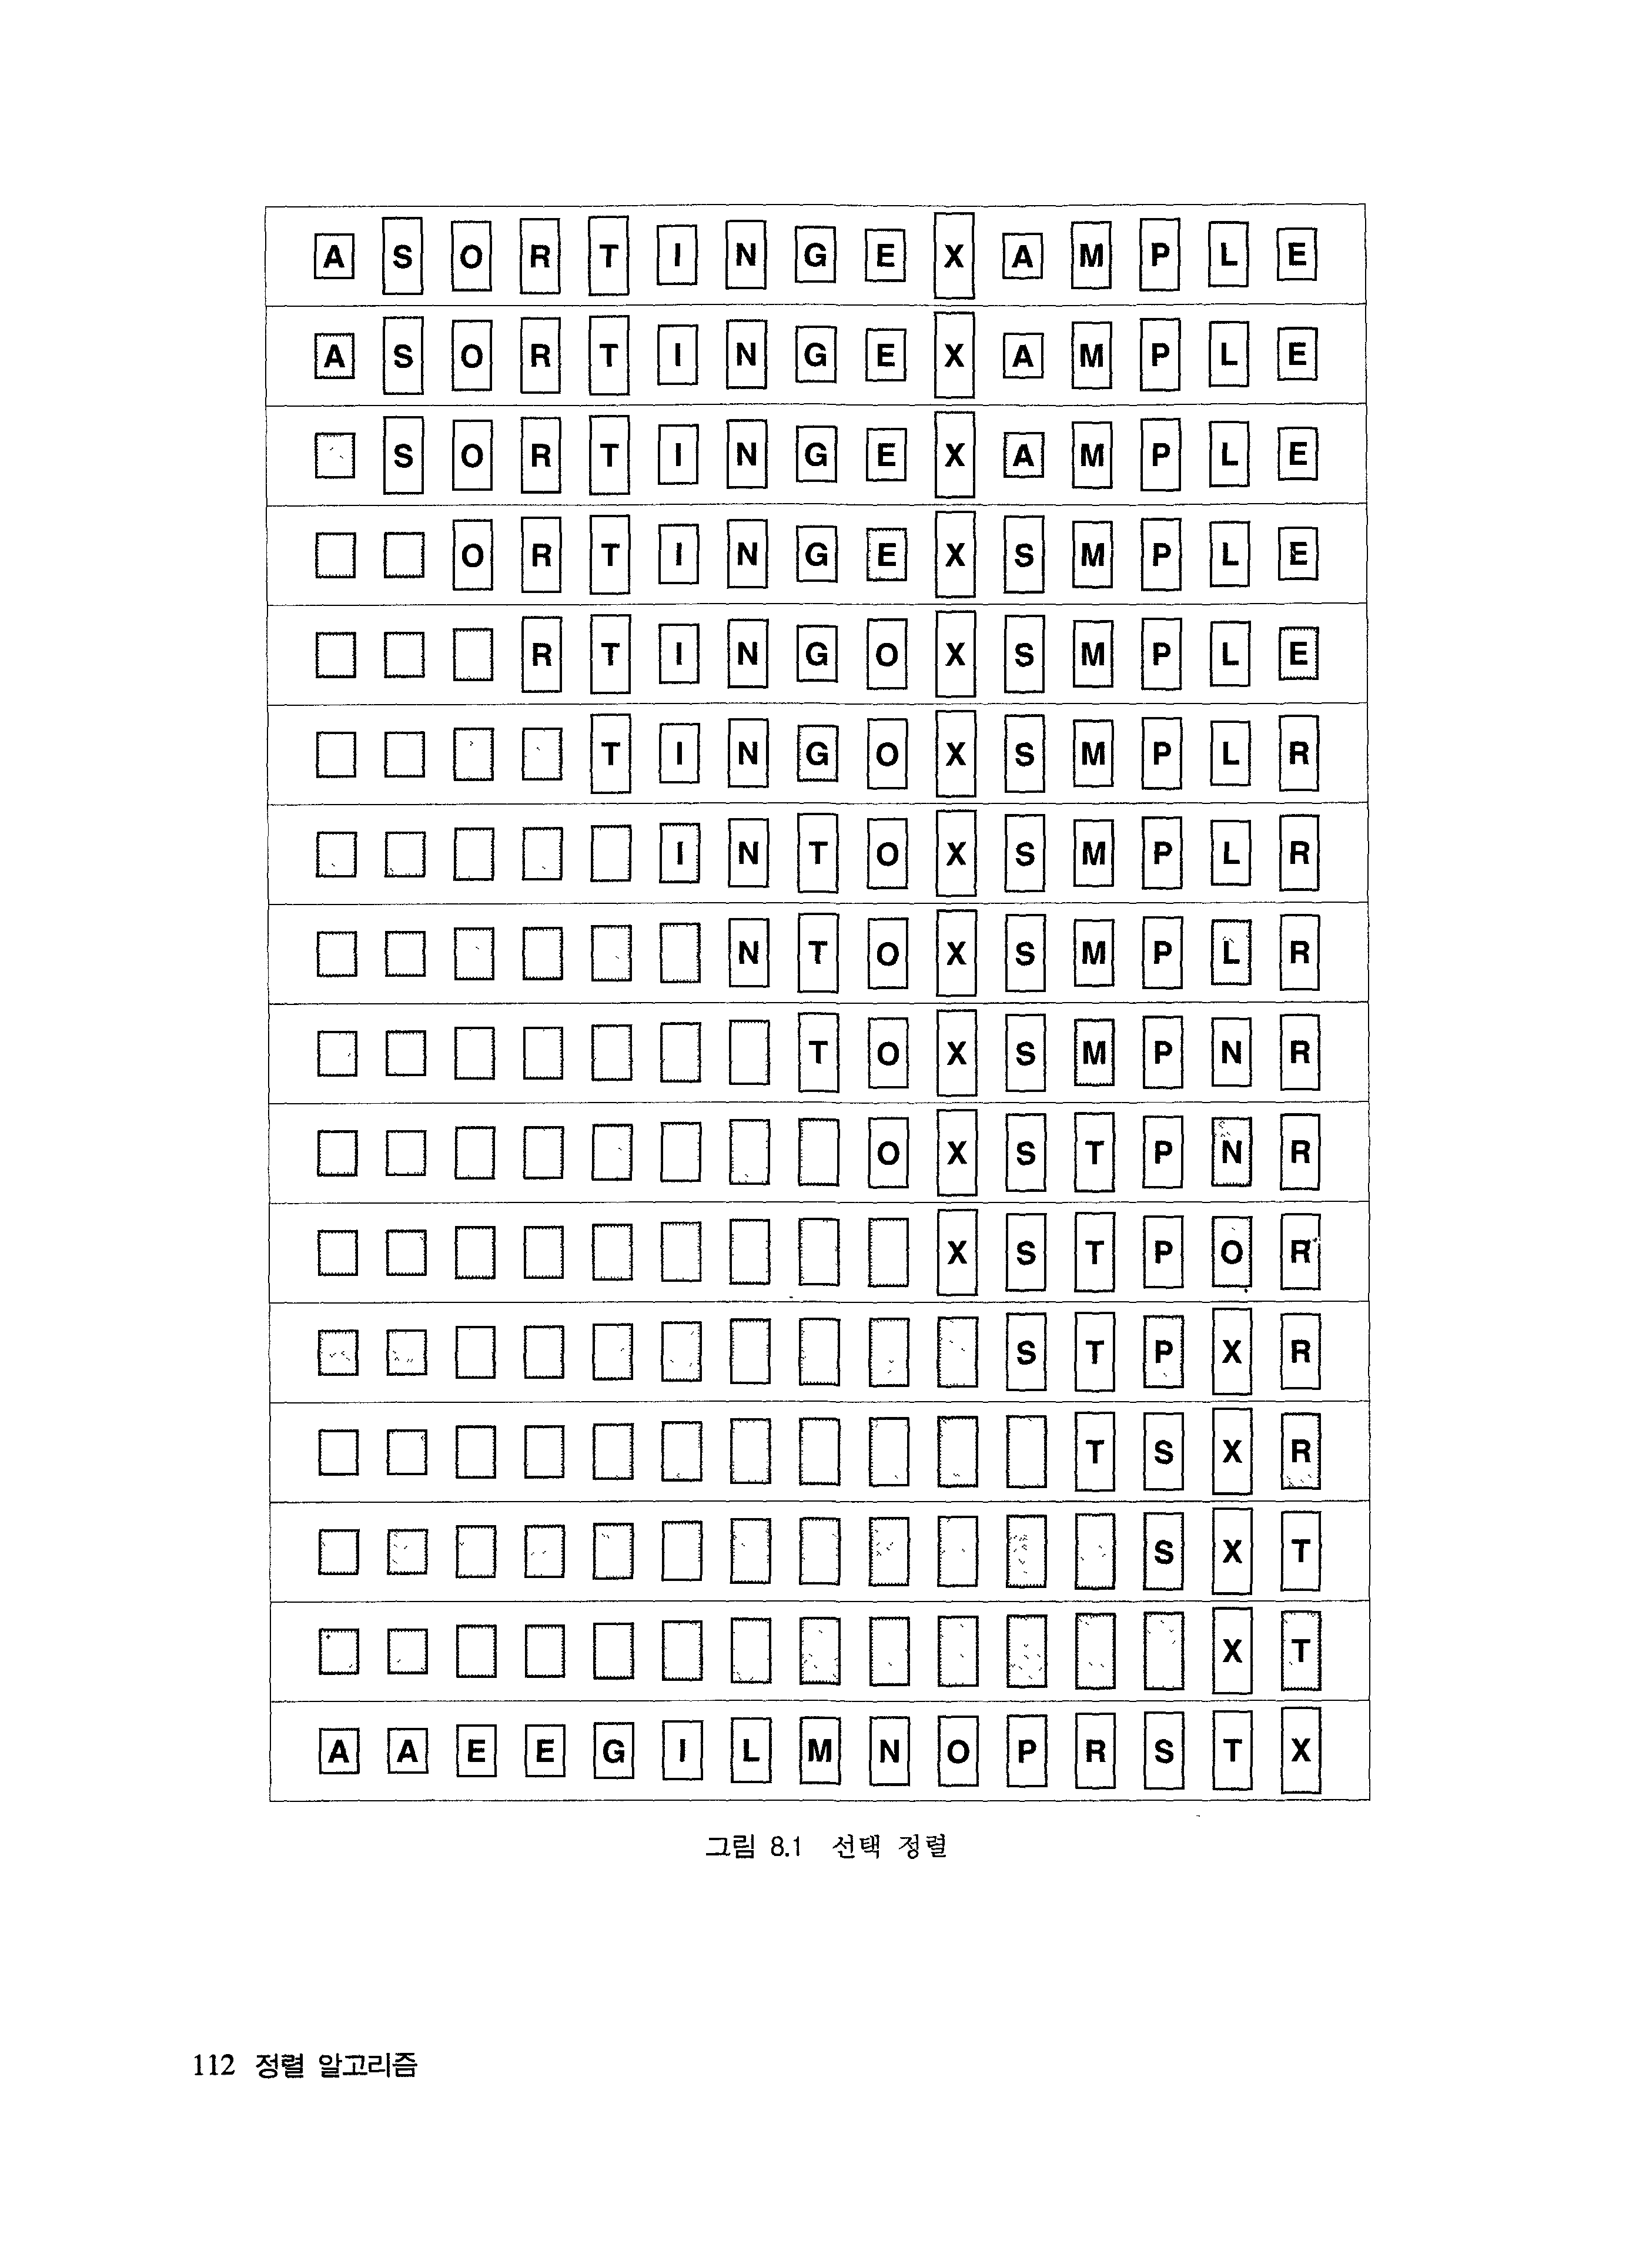 A S O R T I N G E X A M P L E
A S O R T I N G E X A M P L E
S O R T I N G E X A M P L E
O R T I N G E X S M P L E
R T I N G O X S M P L E
T I N G O X S M P L R
I N T O X S M P L R
N T O X S M P L R
T O X S M P N R
O X S T P N R
X S T P O R
S T P X R
T S X R
S X T
X T
A A E E G I L M N O P R S T X
그림 8.1 선택 정렬
112 정렬 알고리즘